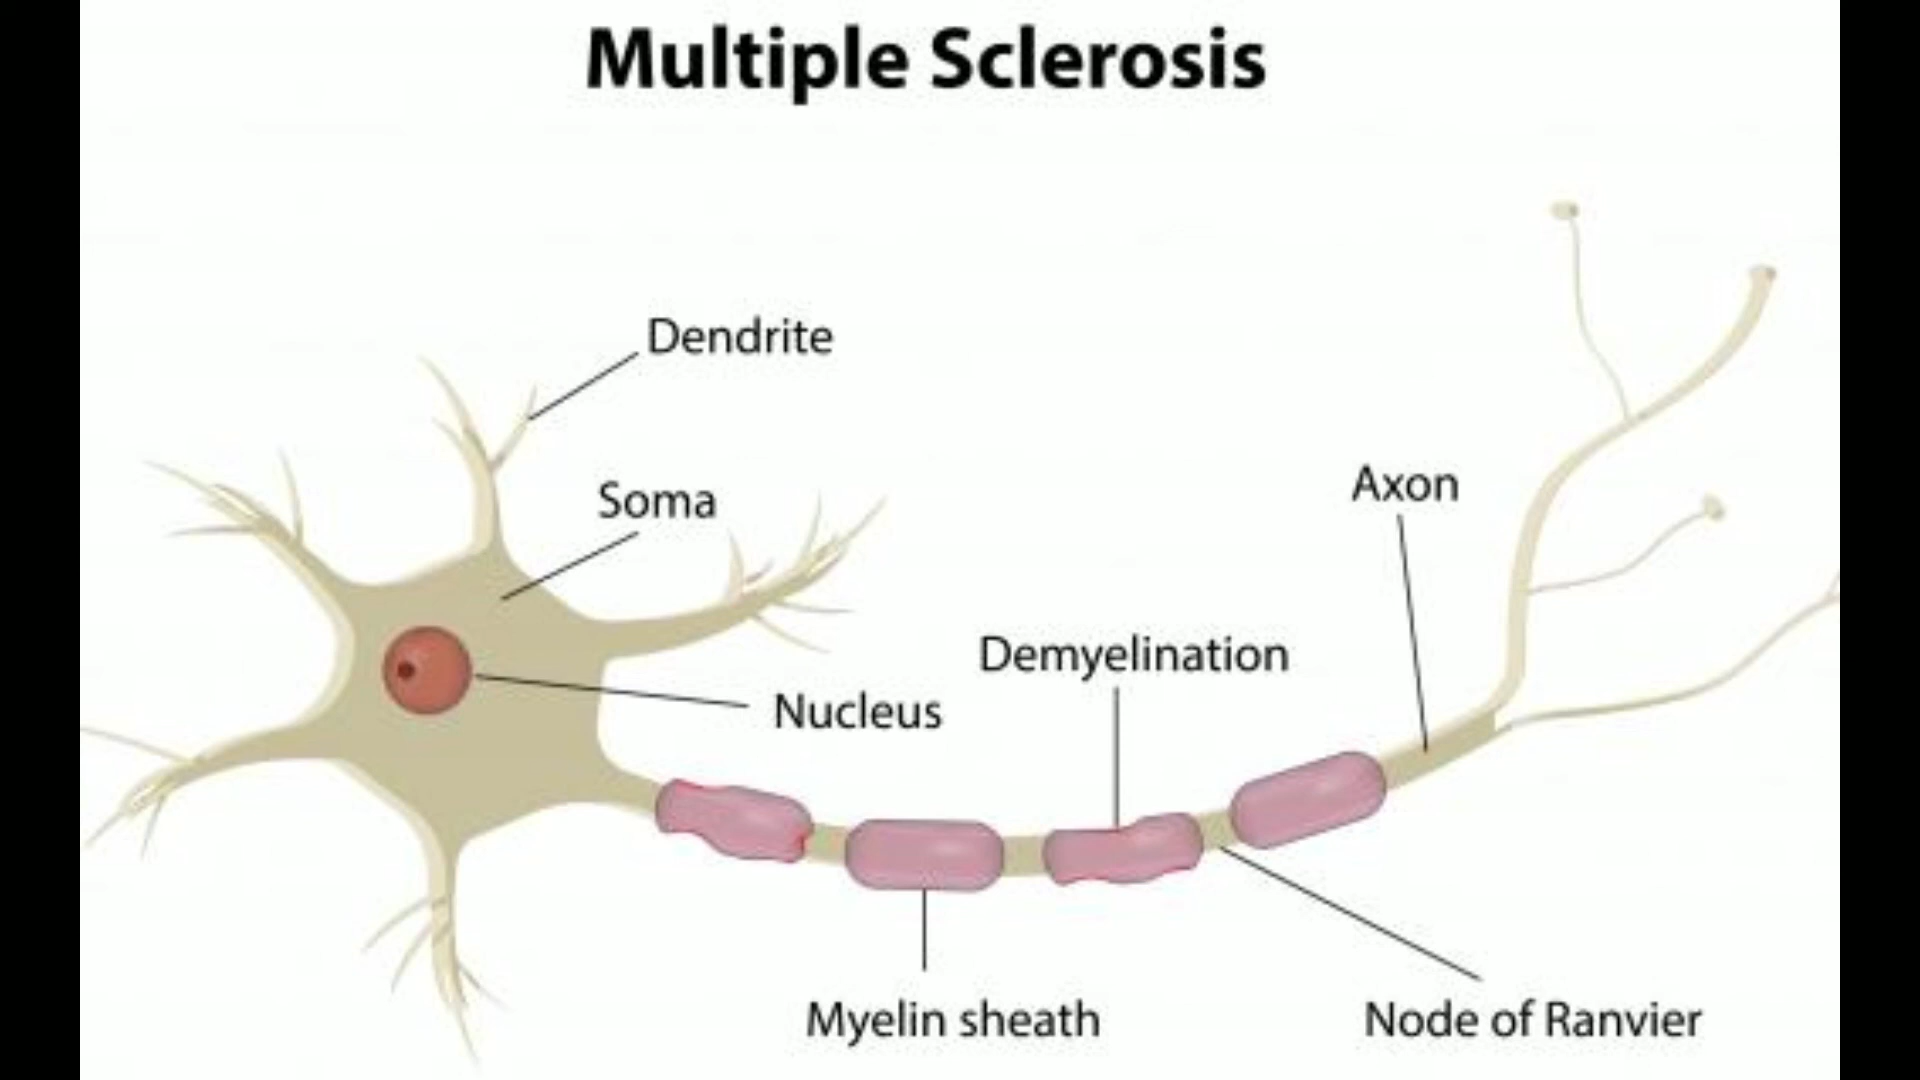 Multiple Sclerosis
Dendrite
Soma
Axon
Demyelination
Nucleus
Myelin sheath
Node of Ranvier